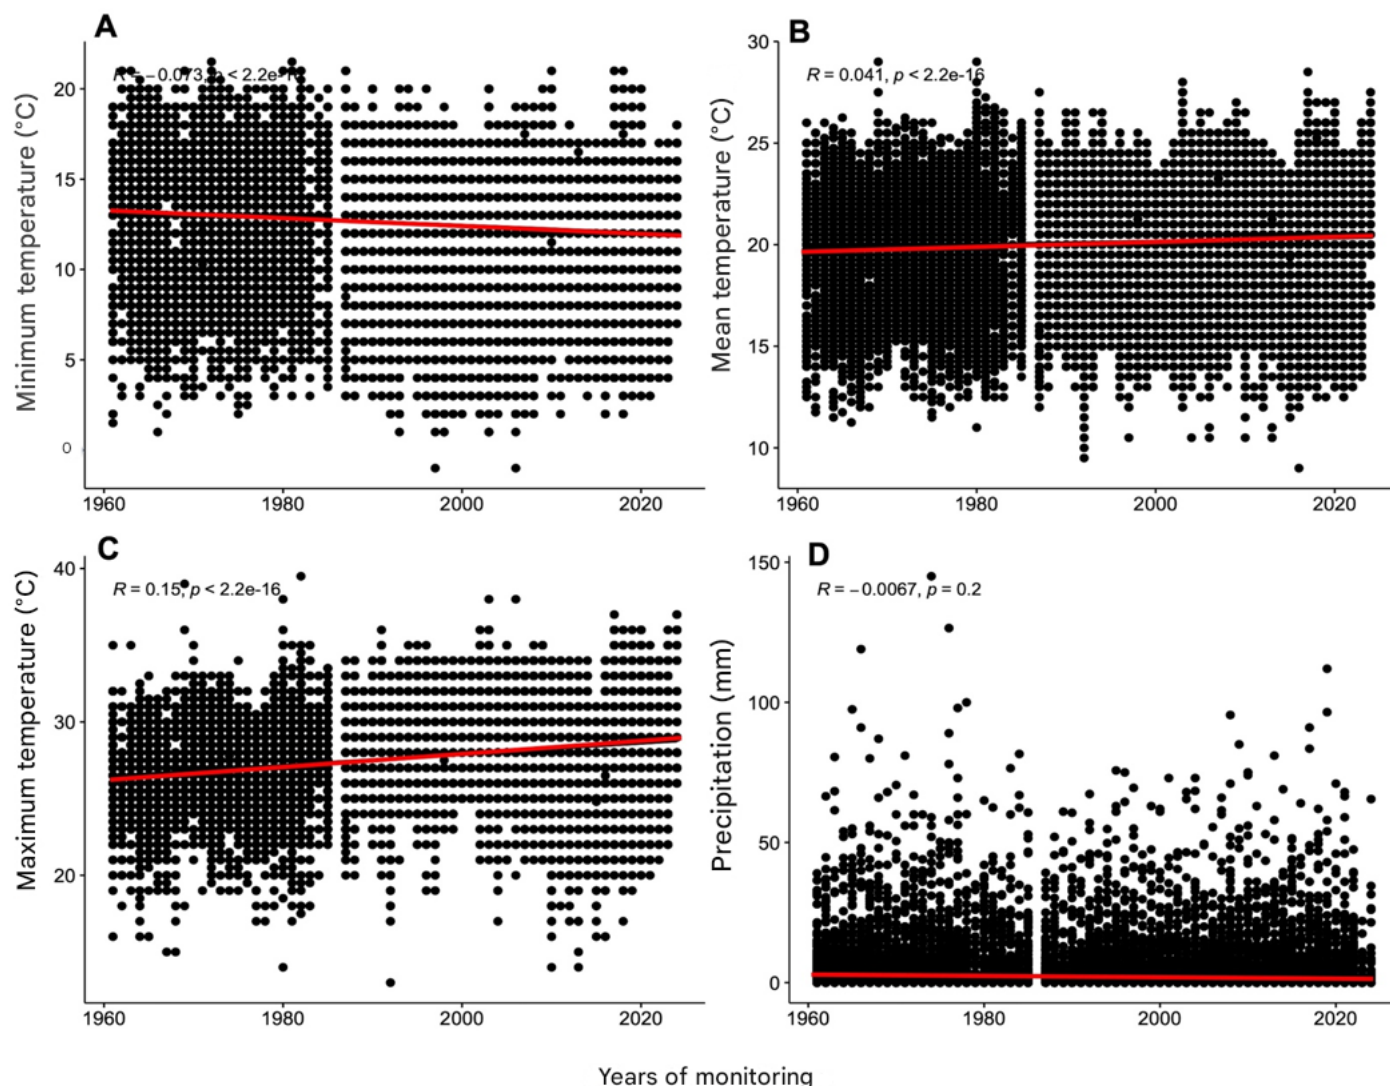 A
R = −0.073, p < 2.2e-16
Minimum temperature (°C)
20
15
10
5
0
1960 1980 2000 2020
B
R = 0.041, p < 2.2e-16
Mean temperature (°C)
30
25
20
15
10
1960 1980 2000 2020
C
R = 0.15, p < 2.2e-16
Maximum temperature (°C)
40
30
20
1960 1980 2000 2020
D
R = −0.0067, p = 0.2
Precipitation (mm)
150
100
50
0
1960 1980 2000 2020
Years of monitoring